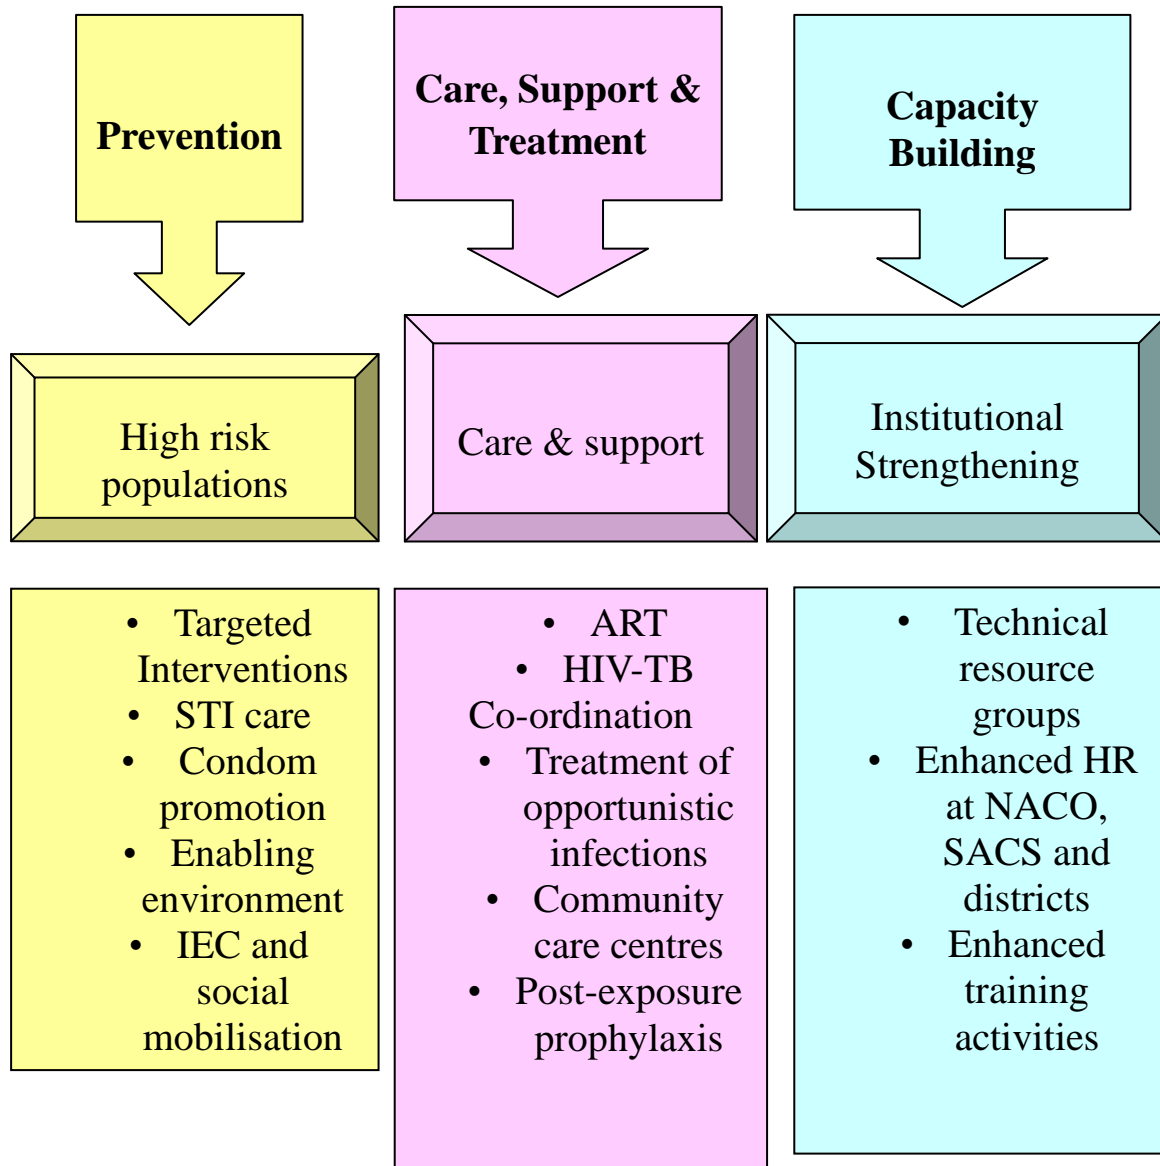 Prevention
Care, Support &
Treatment
Capacity
Building
High risk
populations
Care & support
Institutional
Strengthening
• Targeted
Interventions
• STI care
• Condom
promotion
• Enabling
environment
• IEC and
social
mobilisation
• ART
• HIV-TB
Co-ordination
• Treatment of
opportunistic
infections
• Community
care centres
• Post-exposure
prophylaxis
• Technical
resource
groups
• Enhanced HR
at NACO,
SACS and
districts
• Enhanced
training
activities